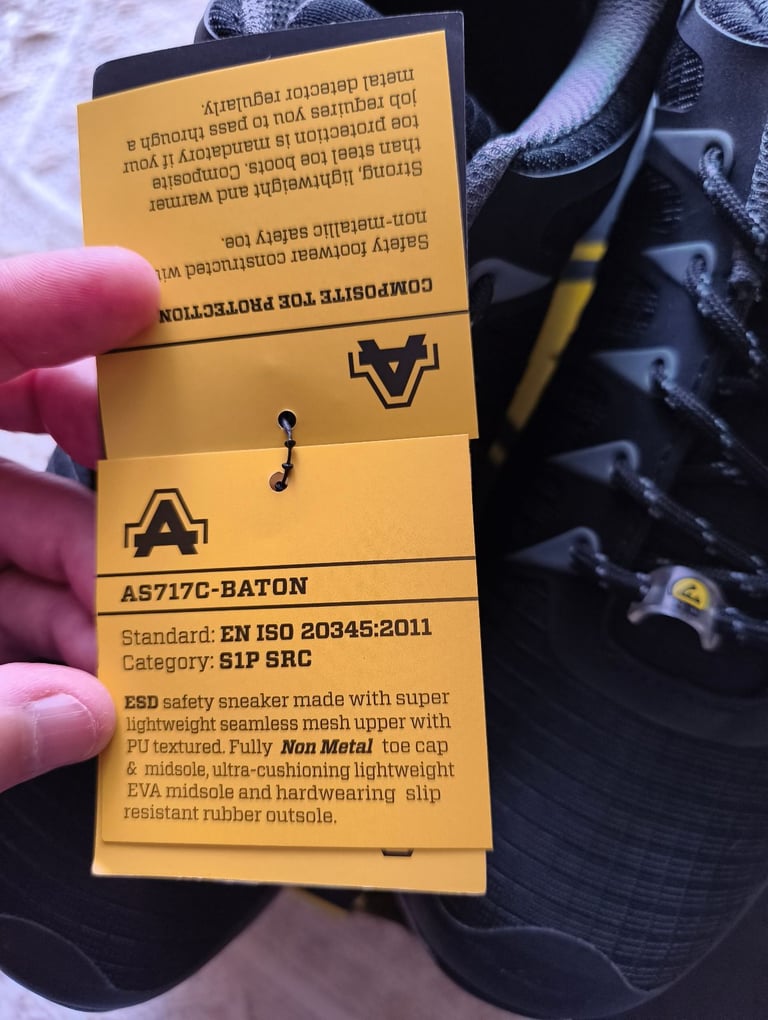 COMPOSITE TOE PROTECTION
Safety footwear constructed with
non-metallic safety toe.
Strong, lightweight and warmer
than steel toe boots. Composite
toe protection is mandatory if your
job requires you to pass through a
metal detector regularly.
A
A
AS717C-BATON
Standard: EN ISO 20345:2011
Category: S1P SRC
ESD safety sneaker made with super
lightweight seamless mesh upper with
PU textured. Fully Non Metal toe cap
& midsole, ultra-cushioning lightweight
EVA midsole and hardwearing slip
resistant rubber outsole.